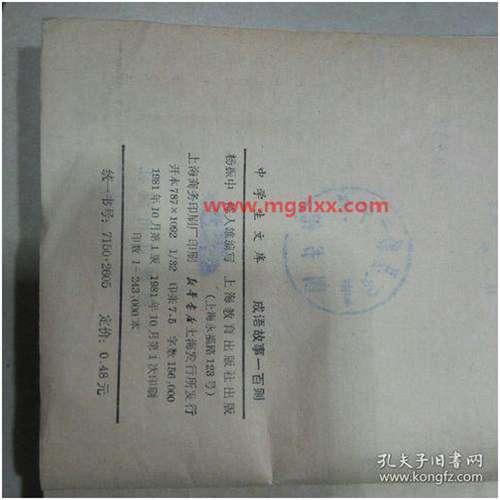 中学生文库
成语故事一百则
杨振中 人雄编写
上海教育出版社出版
(上海永福路123号)
上海商务印刷厂印刷 新华书店上海发行所发行
开本787×1092 1/32 印张7.5 字数156,000
1981年10月第1版 1981年10月第1次印刷
印数1-243,000本
统一书号:7150·2605 定价:0.48元
www.mgslxx.com
孔夫子旧书网
kongfz.com